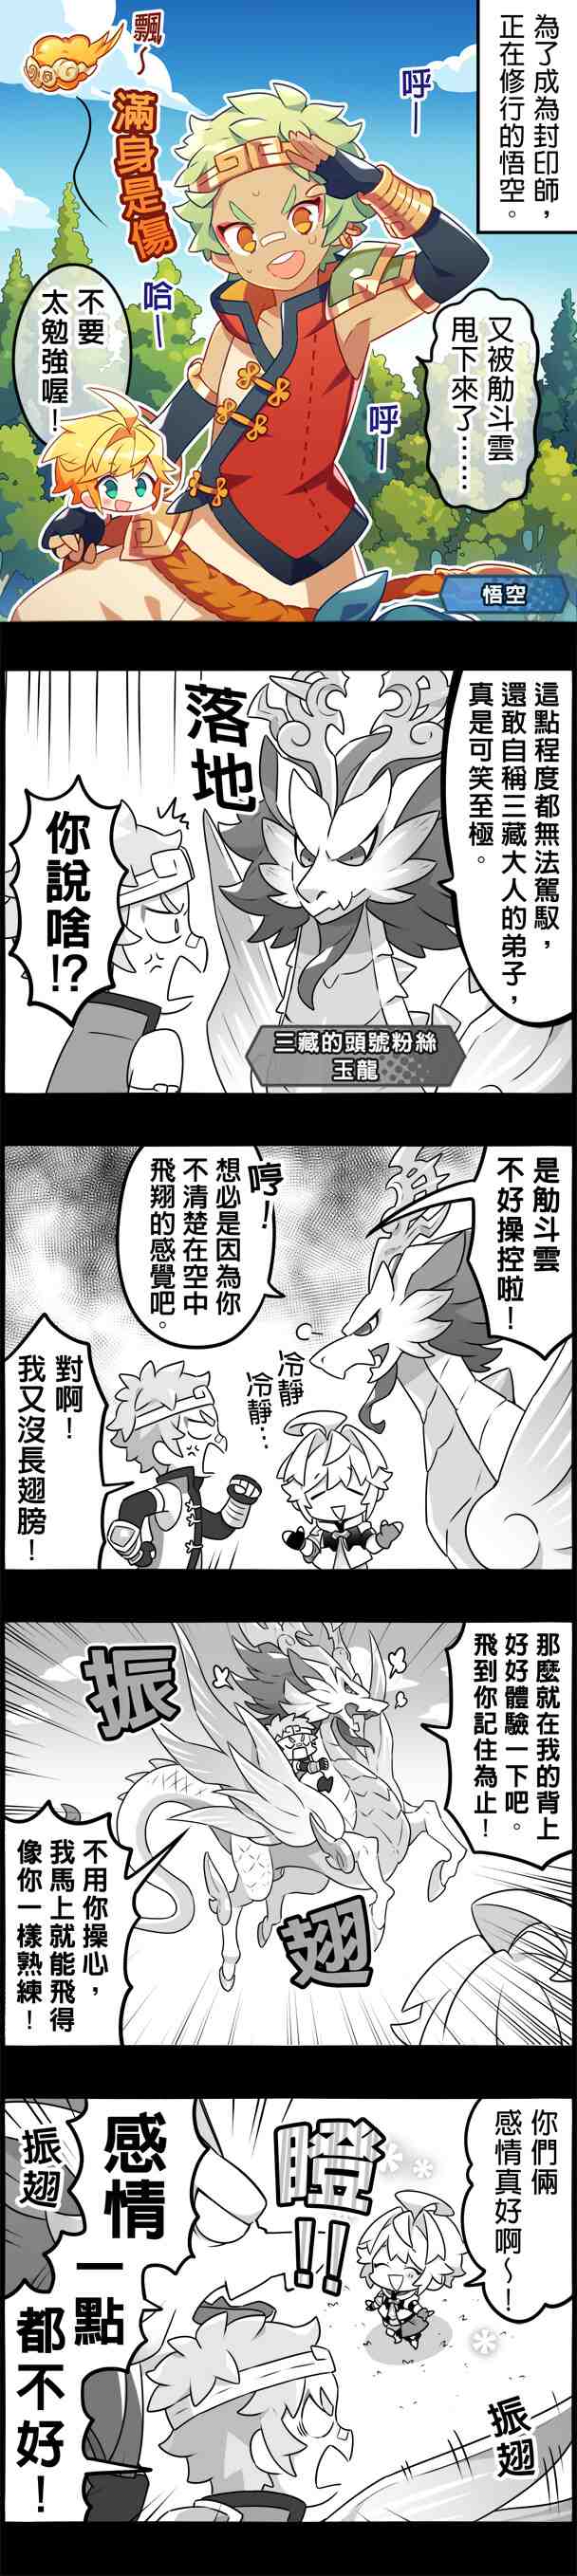 為了成為封印師，
正在修行的悟空。
飄～
滿身是傷
呼—
哈—
呼—
又被觔斗雲
甩下來了……
不要
太勉強喔！
悟空
這點程度都無法駕馭，
還敢自稱三藏大人的弟子，
真是可笑至極。
落地
你說啥!?
三藏的頭號粉絲
玉龍
是觔斗雲
不好操控啦！
哼！
想必是因為你
不清楚在空中
飛翔的感覺吧。
冷靜
冷靜…
對啊！
我又沒長翅膀！
那麼就在我的背上
好好體驗一下吧。
飛到你記住為止！
振
翅
不用你操心，
我馬上就能飛得
像你一樣熟練！
你們倆
感情真好啊～！
瞪!!
感情一點
都不好！
振翅
振翅